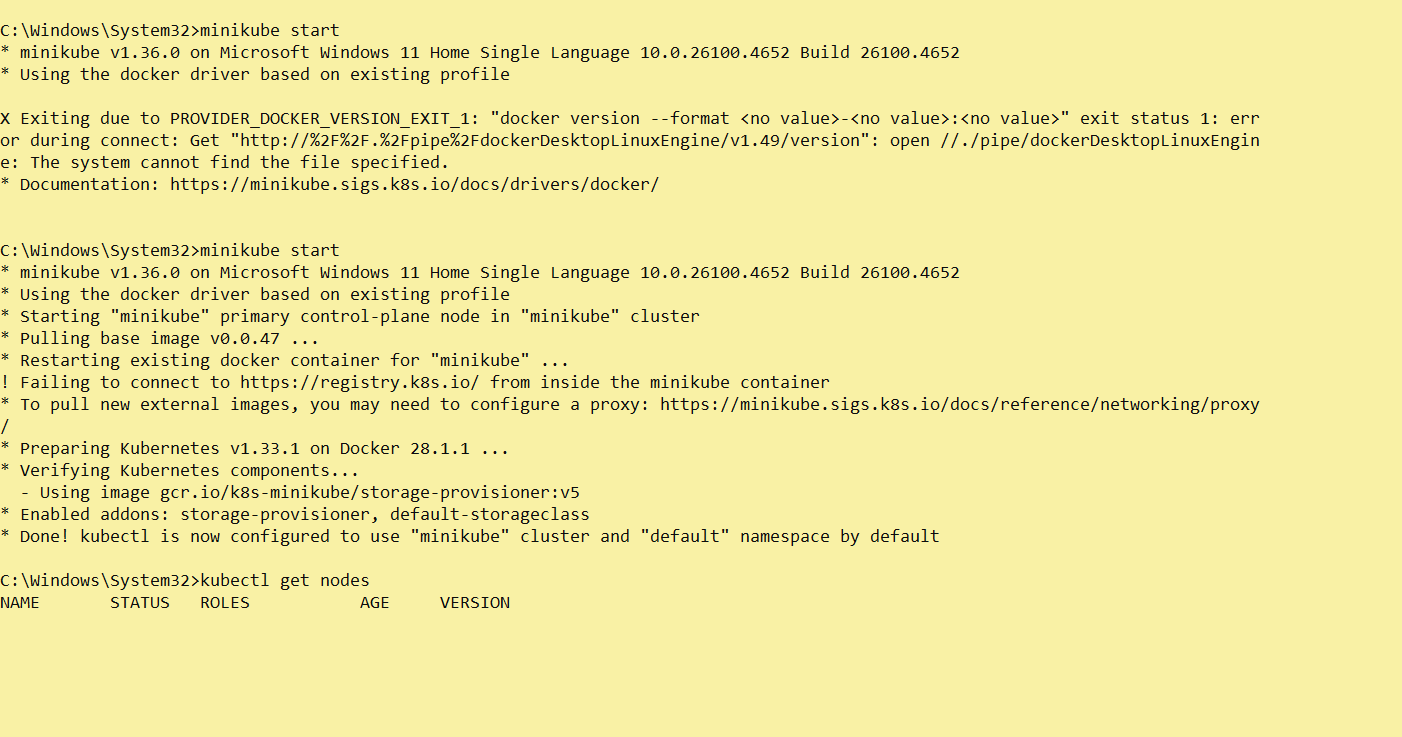 C:\Windows\System32>minikube start
* minikube v1.36.0 on Microsoft Windows 11 Home Single Language 10.0.26100.4652 Build 26100.4652
* Using the docker driver based on existing profile
X Exiting due to PROVIDER_DOCKER_VERSION_EXIT_1: "docker version --format <no value>-<no value>:<no value>" exit status 1: err
or during connect: Get "http://%2F%2F.%2Fpipe%2FdockerDesktopLinuxEngine/v1.49/version": open //./pipe/dockerDesktopLinuxEngin
e: The system cannot find the file specified.
* Documentation: https://minikube.sigs.k8s.io/docs/drivers/docker/
C:\Windows\System32>minikube start
* minikube v1.36.0 on Microsoft Windows 11 Home Single Language 10.0.26100.4652 Build 26100.4652
* Using the docker driver based on existing profile
* Starting "minikube" primary control-plane node in "minikube" cluster
* Pulling base image v0.0.47 ...
* Restarting existing docker container for "minikube" ...
! Failing to connect to https://registry.k8s.io/ from inside the minikube container
* To pull new external images, you may need to configure a proxy: https://minikube.sigs.k8s.io/docs/reference/networking/proxy
/
* Preparing Kubernetes v1.33.1 on Docker 28.1.1 ...
* Verifying Kubernetes components...
  - Using image gcr.io/k8s-minikube/storage-provisioner:v5
* Enabled addons: storage-provisioner, default-storageclass
* Done! kubectl is now configured to use "minikube" cluster and "default" namespace by default
C:\Windows\System32>kubectl get nodes
NAME       STATUS   ROLES           AGE     VERSION